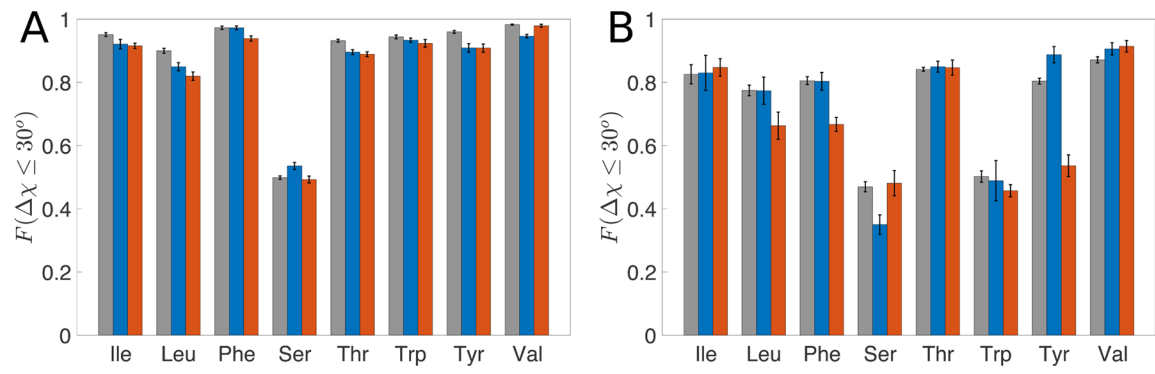 A
F(Δχ ≤ 30°)
1
0.8
0.6
0.4
0.2
0
Ile Leu Phe Ser Thr Trp Tyr Val
B
F(Δχ ≤ 30°)
1
0.8
0.6
0.4
0.2
0
Ile Leu Phe Ser Thr Trp Tyr Val